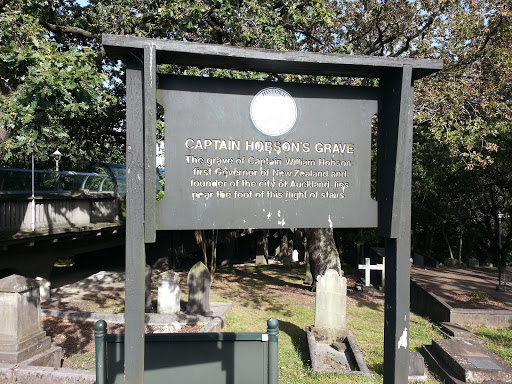 CAPTAIN HOBSON'S GRAVE
The grave of Captain William Hobson
first Governor of New Zealand and
founder of the city of Auckland, lies
near the foot of this flight of stairs.